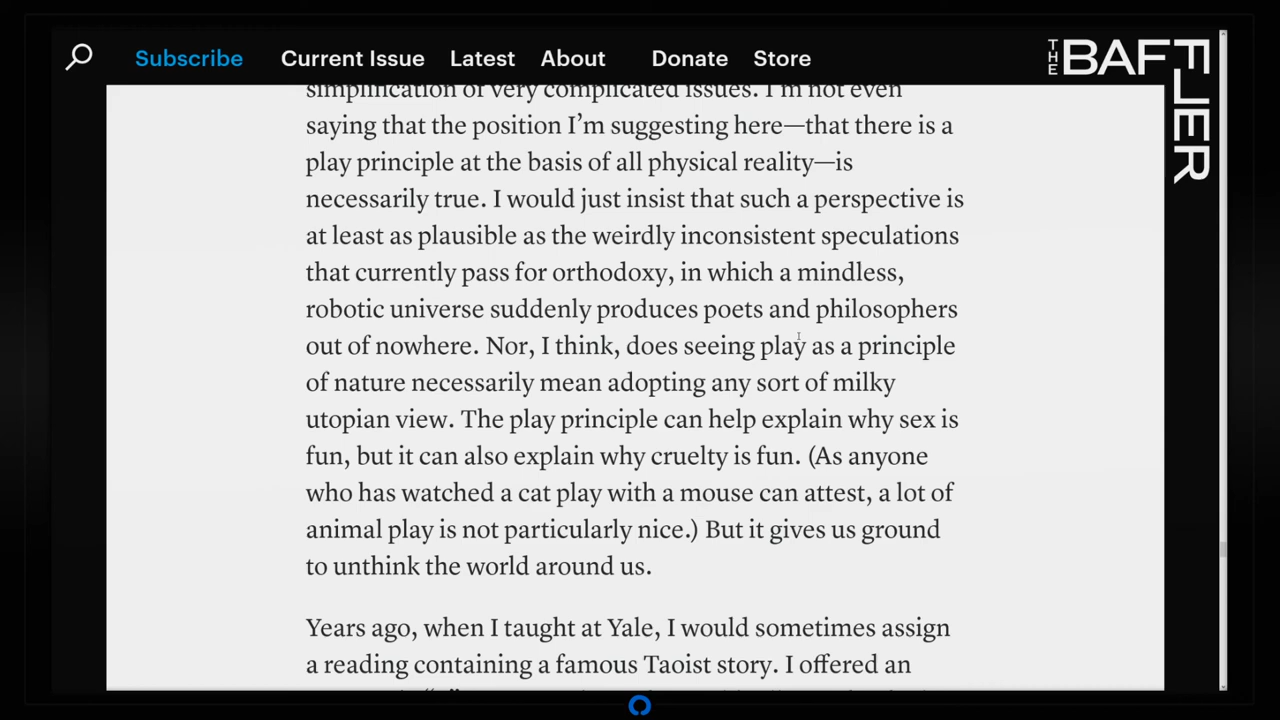 Subscribe
Current Issue
Latest
About
Donate
Store
THE BAFFLER
simplification of very complicated issues. I'm not even
saying that the position I'm suggesting here—that there is a
play principle at the basis of all physical reality—is
necessarily true. I would just insist that such a perspective is
at least as plausible as the weirdly inconsistent speculations
that currently pass for orthodoxy, in which a mindless,
robotic universe suddenly produces poets and philosophers
out of nowhere. Nor, I think, does seeing play as a principle
of nature necessarily mean adopting any sort of milky
utopian view. The play principle can help explain why sex is
fun, but it can also explain why cruelty is fun. (As anyone
who has watched a cat play with a mouse can attest, a lot of
animal play is not particularly nice.) But it gives us ground
to unthink the world around us.
Years ago, when I taught at Yale, I would sometimes assign
a reading containing a famous Taoist story. I offered an